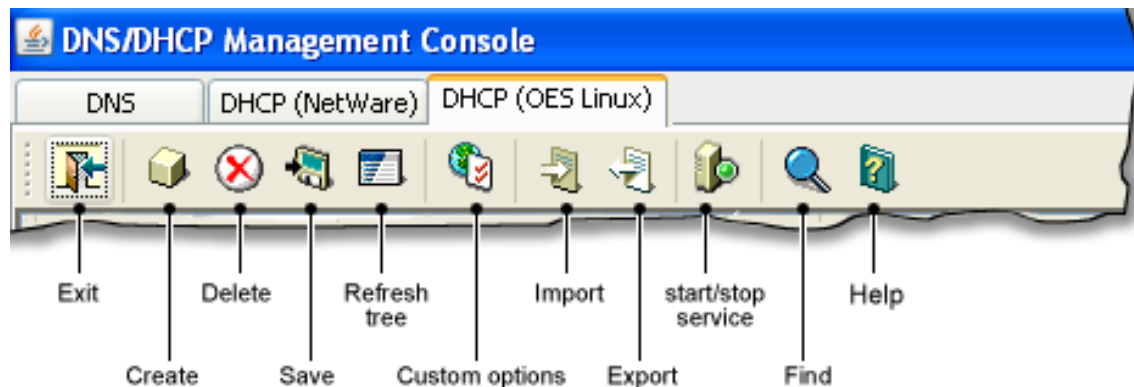 DNS/DHCP Management Console
DNS
DHCP (NetWare)
DHCP (OES Linux)
Exit
Delete
Refresh
tree
Import
start/stop
service
Help
Create
Save
Custom options
Export
Find